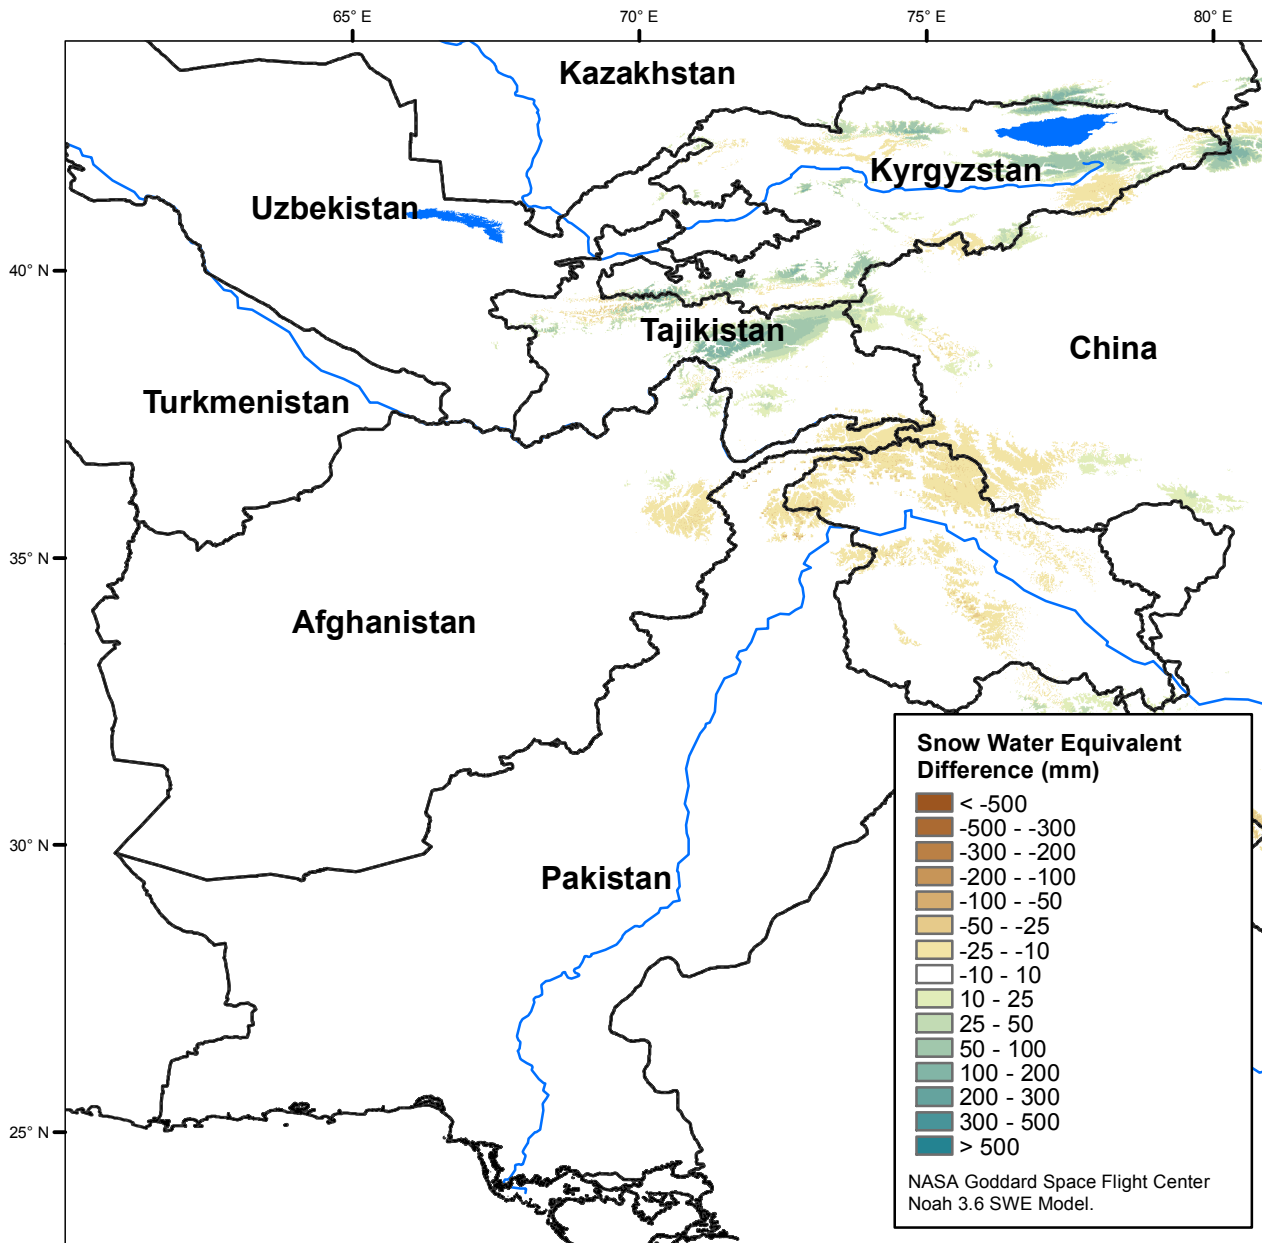 65° E
70° E
75° E
80° E
Kazakhstan
Kyrgyzstan
Uzbekistan
40° N
Tajikistan
China
Turkmenistan
35° N
Afghanistan
30° N
Pakistan
25° N
Snow Water Equivalent
Difference (mm)
< -500
-500 - -300
-300 - -200
-200 - -100
-100 - -50
-50 - -25
-25 - -10
-10 - 10
10 - 25
25 - 50
50 - 100
100 - 200
200 - 300
300 - 500
> 500
NASA Goddard Space Flight Center
Noah 3.6 SWE Model.